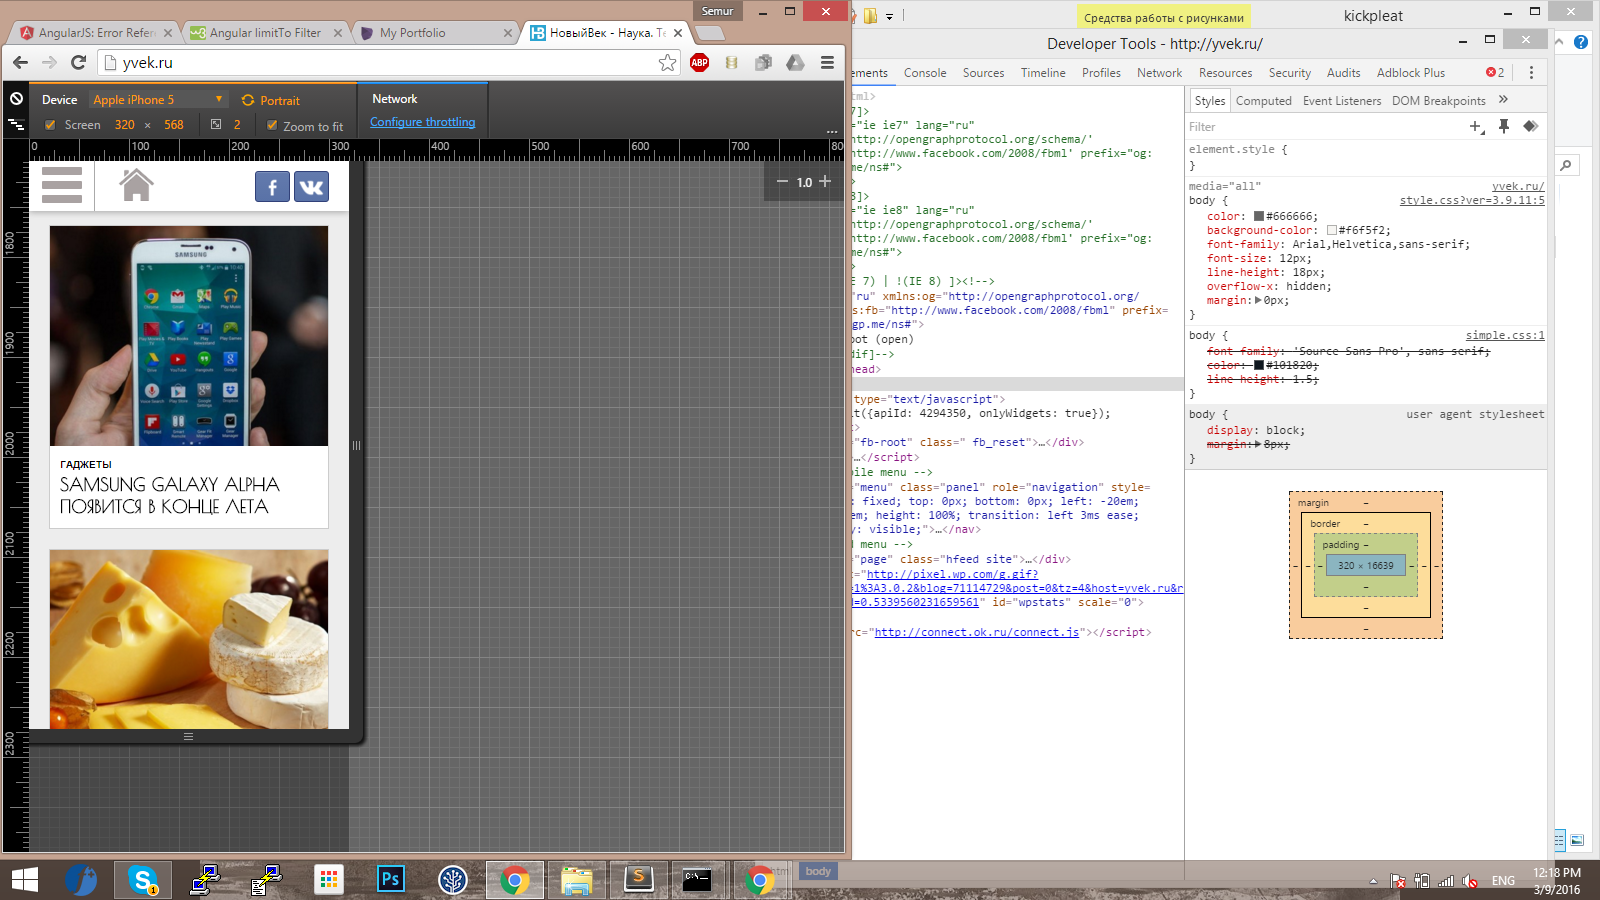 Semur
AngularJS: Error Refer
Angular limitTo Filter
My Portfolio
НовыйВек - Наука. Те
yvek.ru
ABP
Device
Apple iPhone 5
Portrait
Network
Screen 320 × 568
2
Zoom to fit
Configure throttling
...
0 100 200 300 400 500 600 700 80
1800
1900
2000
2100
2200
2300
1.0
SAMSUNG
ГАДЖЕТЫ
SAMSUNG GALAXY ALPHA
ПОЯВИТСЯ В КОНЦЕ ЛЕТА
Средства работы с рисунками
kickpleat
Developer Tools - http://yvek.ru/
ements Console Sources Timeline Profiles Network Resources Security Audits Adblock Plus
2
tml>
7]>
="ie ie7" lang="ru"
http://opengraphprotocol.org/schema/'
http://www.facebook.com/2008/fbml' prefix="og:
me/ns#">
>
8]>
="ie ie8" lang="ru"
http://opengraphprotocol.org/schema/'
http://www.facebook.com/2008/fbml' prefix="og:
me/ns#">
>
E 7) | !(IE 8) ]><!-->
"ru" xmlns:og="http://opengraphprotocol.org/
s:fb="http://www.facebook.com/2008/fbml" prefix=
gp.me/ns#">
oot (open)
dif]-->
head>
type="text/javascript">
it({apiId: 4294350, onlyWidgets: true});
t>
="fb-root" class=" fb_reset">…</div>
>…</script>
bile menu -->
="menu" class="panel" role="navigation" style=
: fixed; top: 0px; bottom: 0px; left: -20em;
em; height: 100%; transition: left 3ms ease;
y: visible;">…</nav>
d menu -->
="page" class="hfeed site">…</div>
="http://pixel.wp.com/g.gif?
=1%3A3.0.2&blog=71114729&post=0&tz=4&host=yvek.ru&r
d=0.5339560231659561" id="wpstats" scale="0">
rc="http://connect.ok.ru/connect.js"></script>
body
Styles Computed Event Listeners DOM Breakpoints
Filter
element.style {
}
media="all" yvek.ru/
body { style.css?ver=3.9.11:5
color: #666666;
background-color: #f6f5f2;
font-family: Arial,Helvetica,sans-serif;
font-size: 12px;
line-height: 18px;
overflow-x: hidden;
margin: 0px;
}
body { simple.css:1
font-family: 'Source Sans Pro', sans-serif;
color: #101820;
line-height: 1.5;
}
body { user agent stylesheet
display: block;
margin: 8px;
}
margin –
border –
padding –
– – – 320 × 16639 – – –
–
–
–
Ps
ENG
12:18 PM
3/9/2016